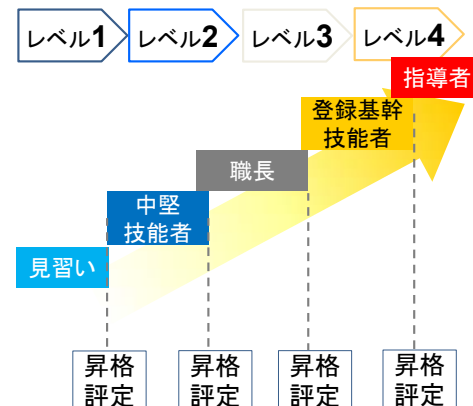 レベル1
レベル2
レベル3
レベル4
指導者
登録基幹
技能者
職長
中堅
技能者
見習い
昇格
評定
昇格
評定
昇格
評定
昇格
評定